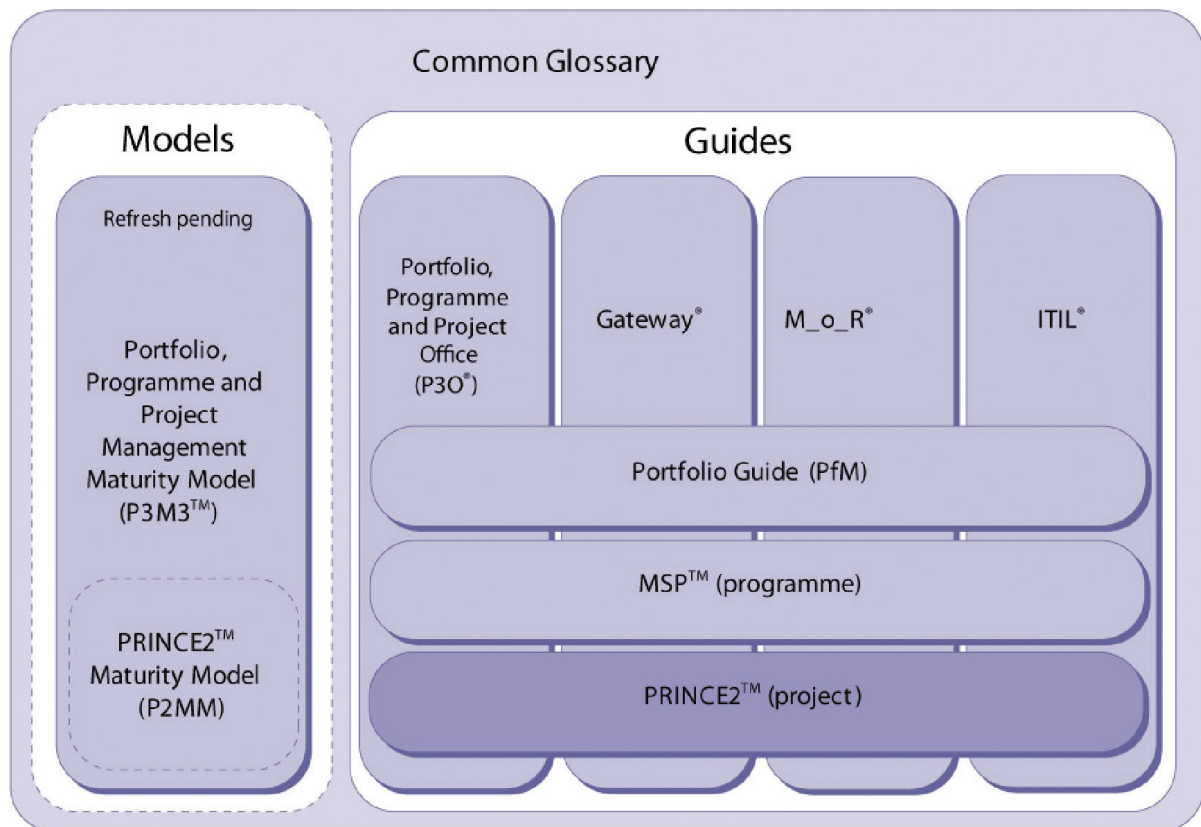 Common Glossary
Models
Refresh pending
Portfolio,
Programme and
Project
Management
Maturity Model
(P3M3™)
PRINCE2™
Maturity Model
(P2MM)
Guides
Portfolio,
Programme
and Project
Office
(P3O®)
Gateway®
M_o_R®
ITIL®
Portfolio Guide (PfM)
MSP™ (programme)
PRINCE2™ (project)